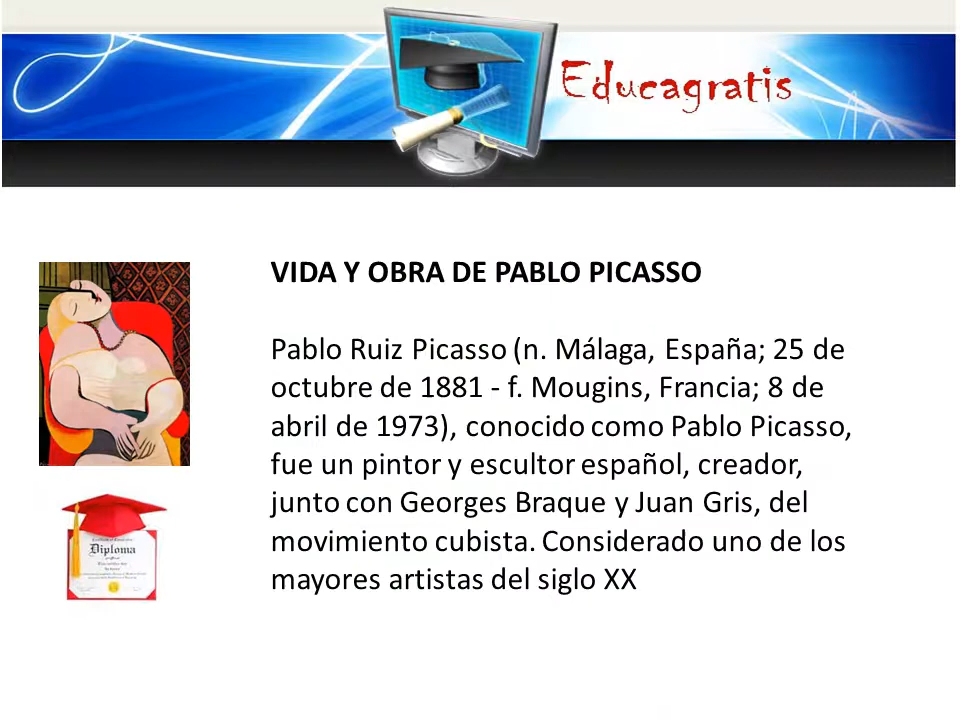 Educagratis
VIDA Y OBRA DE PABLO PICASSO
Pablo Ruiz Picasso (n. Málaga, España; 25 de
octubre de 1881 - f. Mougins, Francia; 8 de
abril de 1973), conocido como Pablo Picasso,
fue un pintor y escultor español, creador,
junto con Georges Braque y Juan Gris, del
movimiento cubista. Considerado uno de los
mayores artistas del siglo XX
Diploma